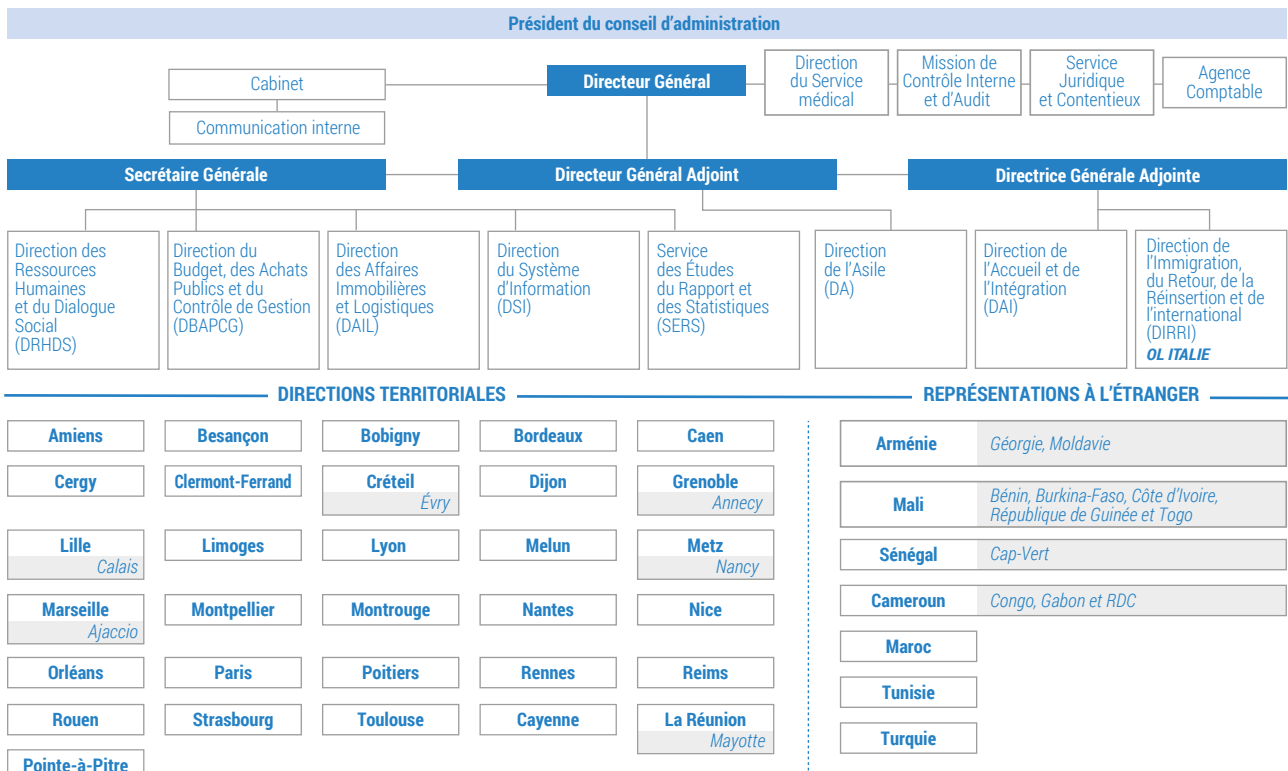 Président du conseil d'administration
Cabinet
Communication interne
Directeur Général
Direction
du Service
médical
Mission de
Contrôle Interne
et d'Audit
Service
Juridique
et Contentieux
Agence
Comptable
Secrétaire Générale
Directeur Général Adjoint
Directrice Générale Adjointe
Direction des
Ressources
Humaines
et du Dialogue
Social
(DRHDS)
Direction du
Budget, des Achats
Publics et du
Contrôle de Gestion
(DBAPCG)
Direction
des Affaires
Immobilières
et Logistiques
(DAIL)
Direction
du Système
d'Information
(DSI)
Service
des Études
du Rapport et
des Statistiques
(SERS)
Direction
de l'Asile
(DA)
Direction de
l'Accueil et de
l'Intégration
(DAI)
Direction de
l'Immigration,
du Retour, de la
Réinsertion et de
l'international
(DIRRI)
OL ITALIE
DIRECTIONS TERRITORIALES
Amiens
Besançon
Bobigny
Bordeaux
Caen
Cergy
Clermont-Ferrand
Créteil
Évry
Dijon
Grenoble
Annecy
Lille
Calais
Limoges
Lyon
Melun
Metz
Nancy
Marseille
Ajaccio
Montpellier
Montrouge
Nantes
Nice
Orléans
Paris
Poitiers
Rennes
Reims
Rouen
Strasbourg
Toulouse
Cayenne
La Réunion
Mayotte
Pointe-à-Pitre
REPRÉSENTATIONS À L'ÉTRANGER
Arménie
Géorgie, Moldavie
Mali
Bénin, Burkina-Faso, Côte d'Ivoire,
République de Guinée et Togo
Sénégal
Cap-Vert
Cameroun
Congo, Gabon et RDC
Maroc
Tunisie
Turquie